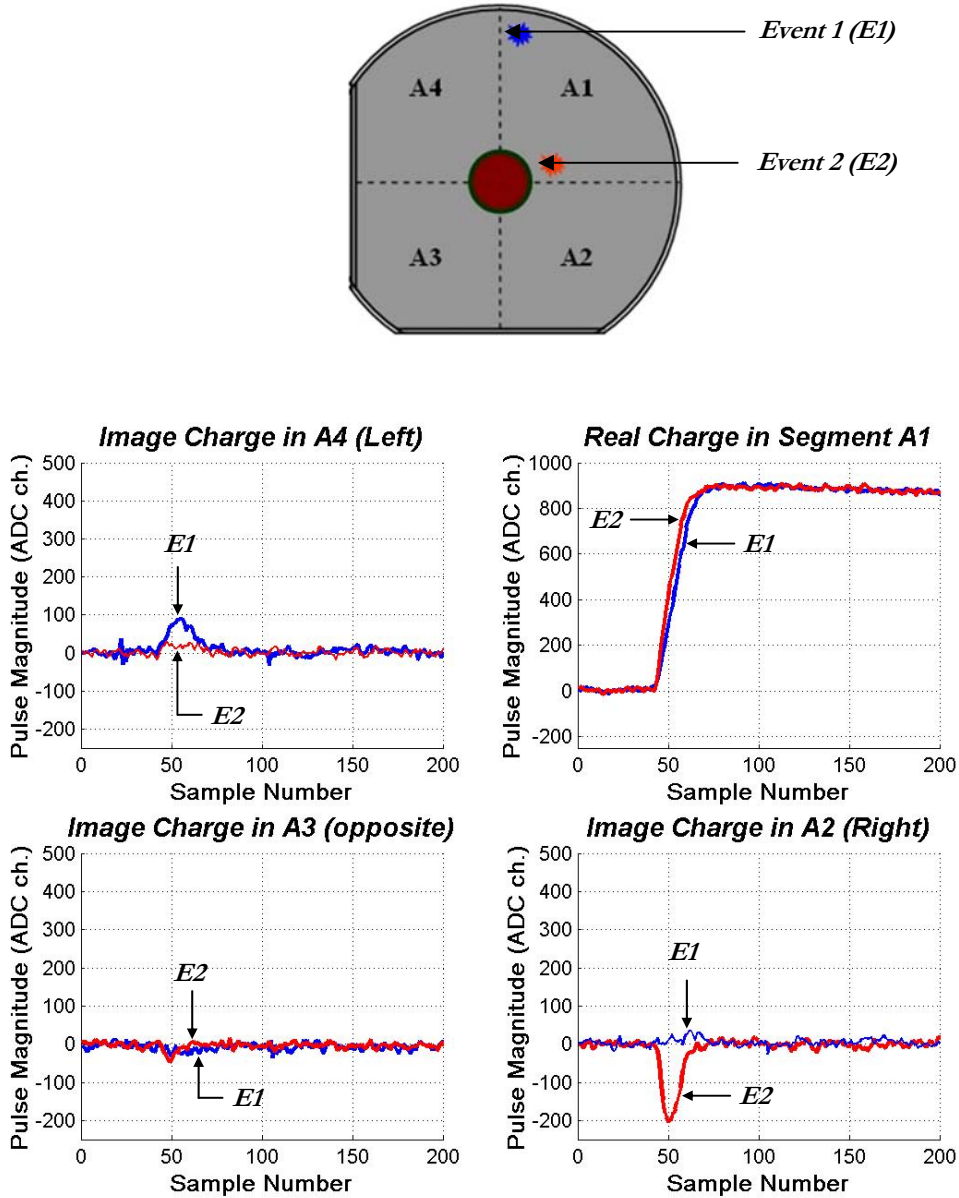 Event 1 (E1)
A4
A1
Event 2 (E2)
A3
A2
Image Charge in A4 (Left)
500
400
300
200
100
0
-100
-200
Pulse Magnitude (ADC ch.)
E1
E2
0
50
100
150
200
Sample Number
Real Charge in Segment A1
1000
800
600
400
200
0
-200
Pulse Magnitude (ADC ch.)
E2
E1
0
50
100
150
200
Sample Number
Image Charge in A3 (opposite)
500
400
300
200
100
0
-100
-200
Pulse Magnitude (ADC ch.)
E2
E1
0
50
100
150
200
Sample Number
Image Charge in A2 (Right)
500
400
300
200
100
0
-100
-200
Pulse Magnitude (ADC ch.)
E1
E2
0
50
100
150
200
Sample Number